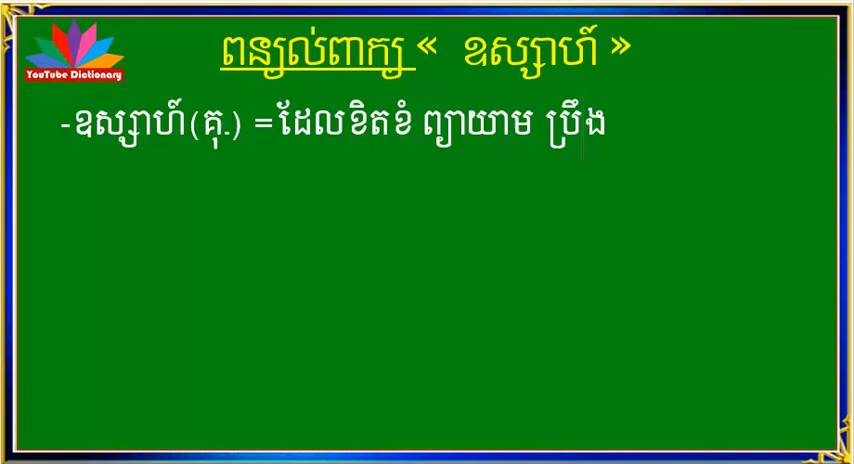 ពន្យល់ពាក្យ « ឧស្សាហ៍ »
YouTube Dictionary
-ឧស្សាហ៍(គុ.) =ដែលខិតខំ ព្យាយាម ប្រឹង